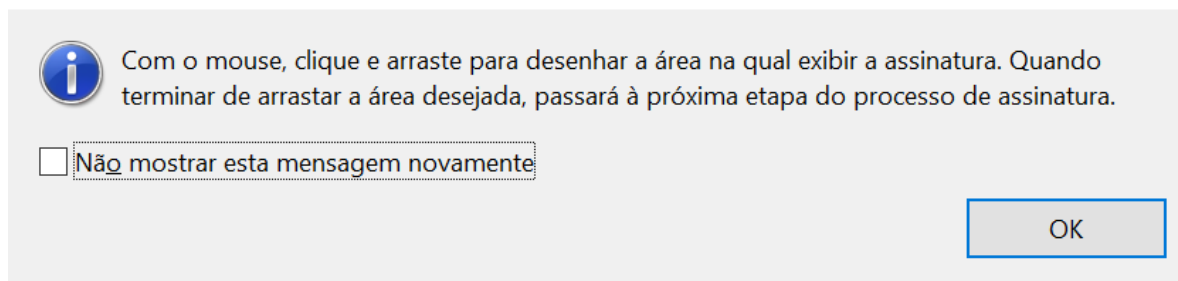 Com o mouse, clique e arraste para desenhar a área na qual exibir a assinatura. Quando
terminar de arrastar a área desejada, passará à próxima etapa do processo de assinatura.
Não mostrar esta mensagem novamente
OK